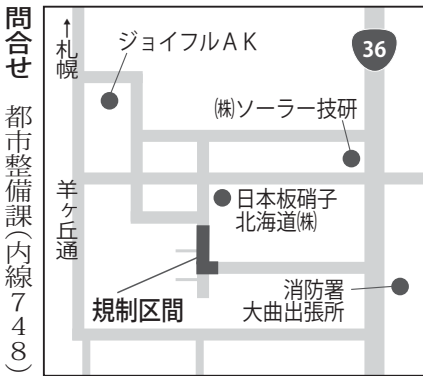 問合せ 都市整備課(内線748)
↑札幌
ジョイフルAK
36
㈱ソーラー技研
羊ヶ丘通
日本板硝子
北海道㈱
規制区間
消防署
大曲出張所